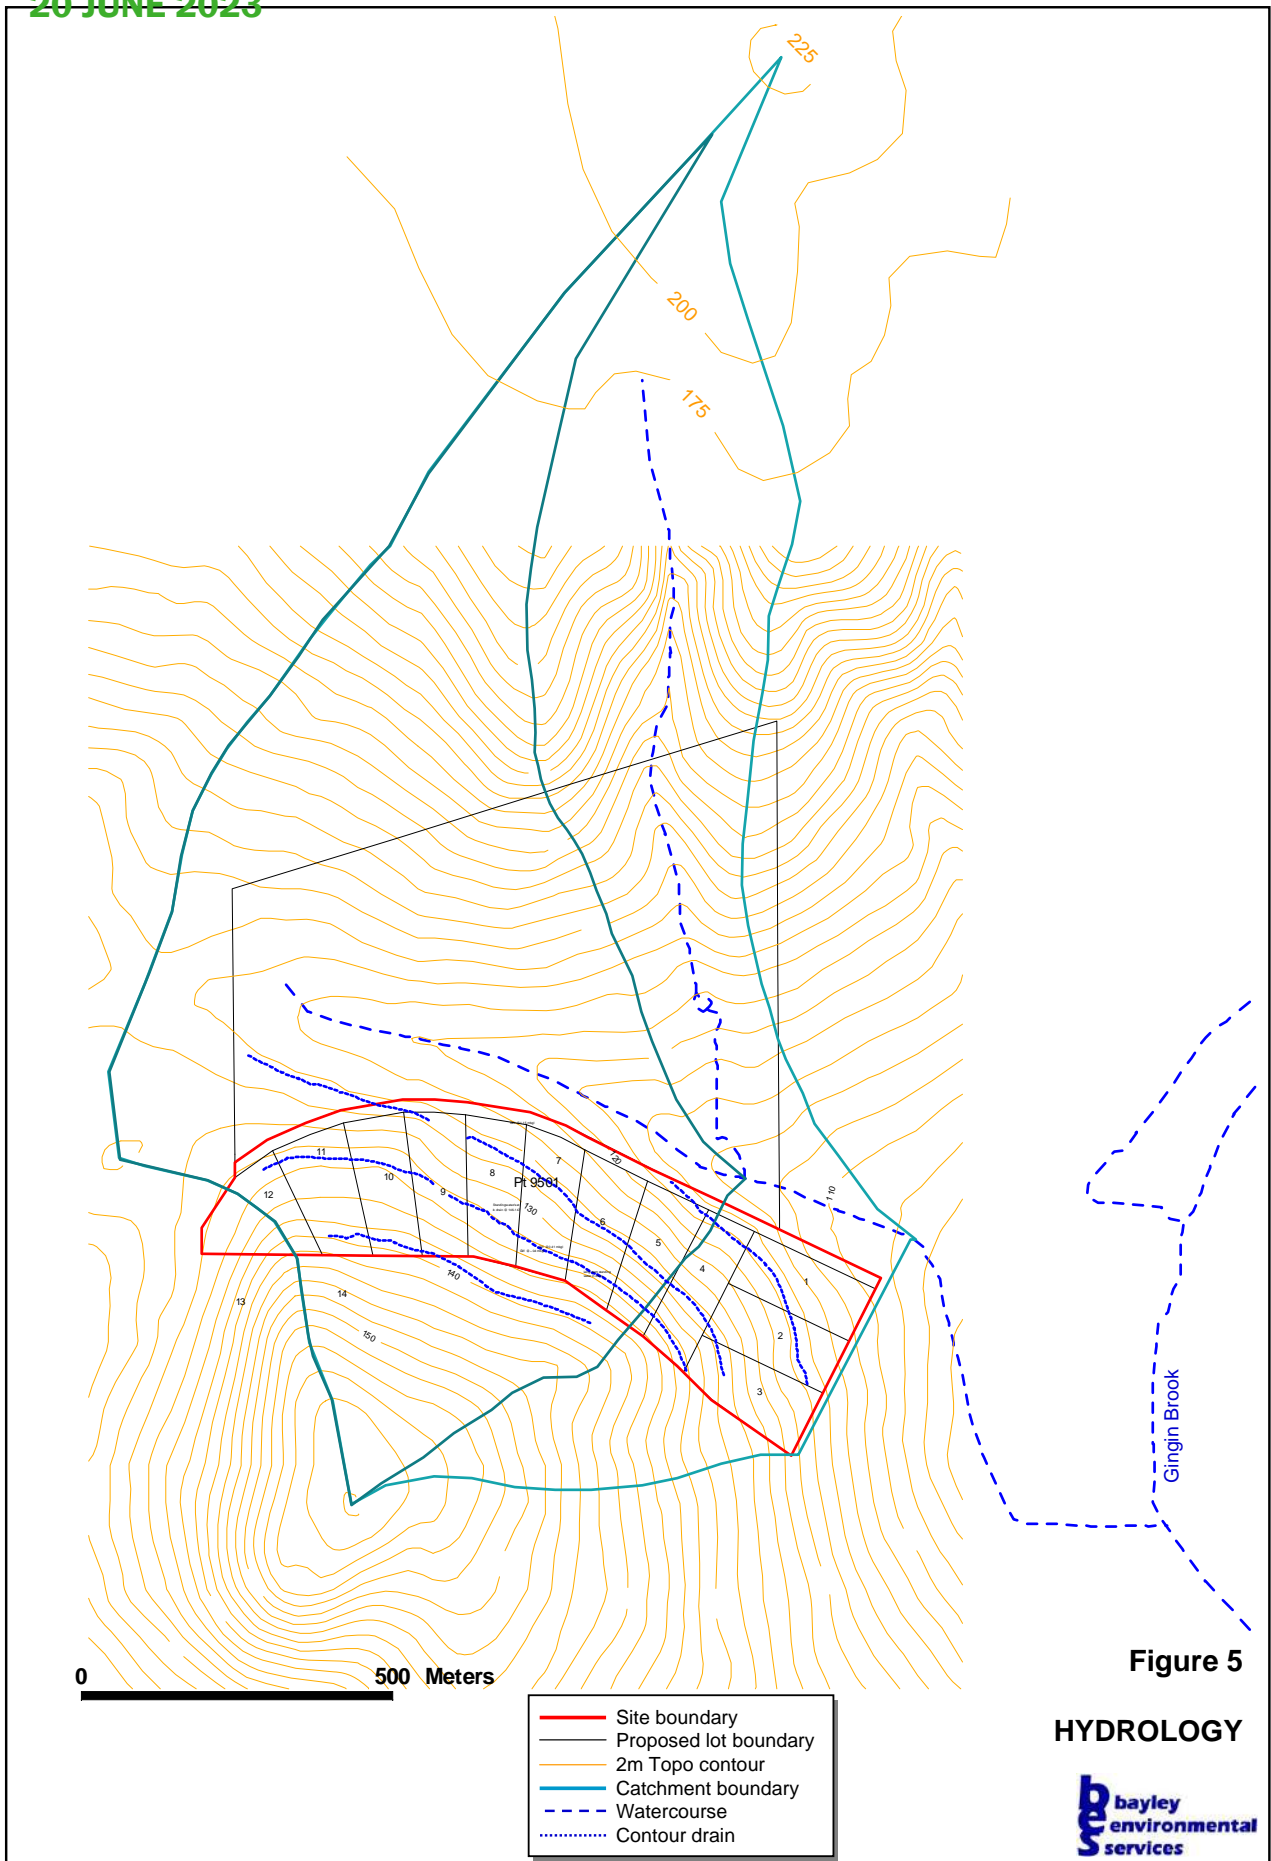 20 JUNE 2023
225
200
175
120
110
11
7
8
10
Pt 9501
12
9
130
6
5
4
1
140
13
14
2
150
3
Gingin Brook
0 500 Meters
Figure 5
HYDROLOGY
Site boundary
Proposed lot boundary
2m Topo contour
Catchment boundary
Watercourse
Contour drain
bes
bayley
environmental
services